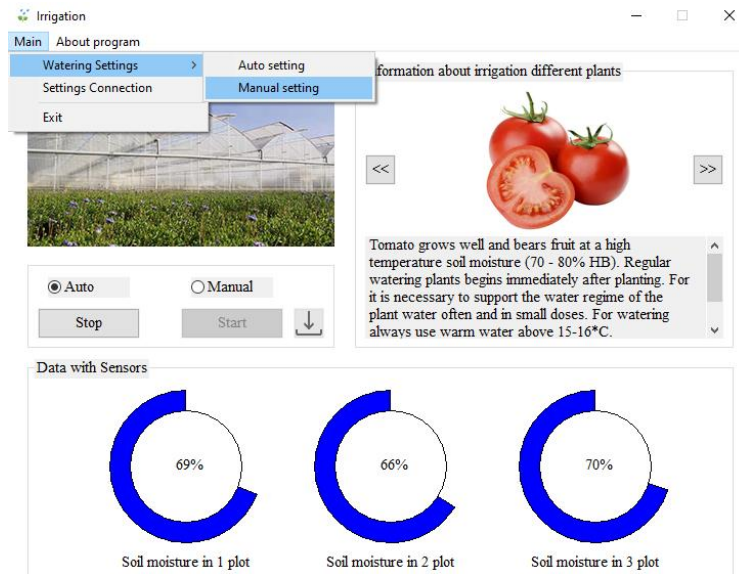 Irrigation
Main About program
Watering Settings >
Settings Connection
Exit
Auto setting
Manual setting
formation about irrigation different plants
<<
>>
Tomato grows well and bears fruit at a high
temperature soil moisture (70 - 80% HB). Regular
watering plants begins immediately after planting. For
it is necessary to support the water regime of the
plant water often and in small doses. For watering
always use warm water above 15-16*C.
Auto Manual
Stop Start
Data with Sensors
69% 66% 70%
Soil moisture in 1 plot Soil moisture in 2 plot Soil moisture in 3 plot